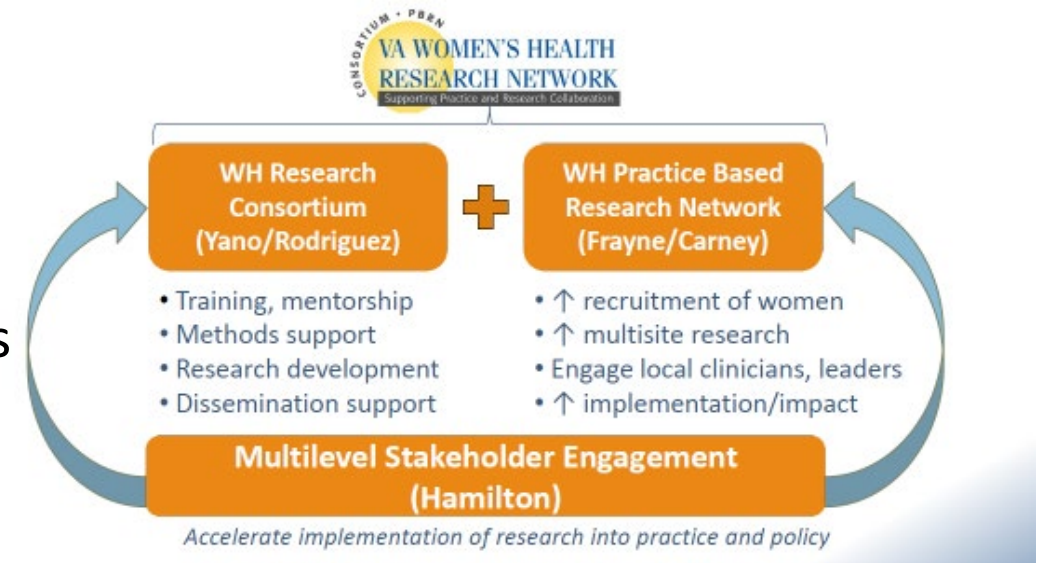 CONSORTIUM • PBRN
VA WOMEN'S HEALTH
RESEARCH NETWORK
Supporting Practice and Research Collaboration
WH Research
Consortium
(Yano/Rodriguez)
WH Practice Based
Research Network
(Frayne/Carney)
• Training, mentorship
• Methods support
• Research development
• Dissemination support
• ↑ recruitment of women
• ↑ multisite research
• Engage local clinicians, leaders
• ↑ implementation/impact
s
Multilevel Stakeholder Engagement
(Hamilton)
Accelerate implementation of research into practice and policy